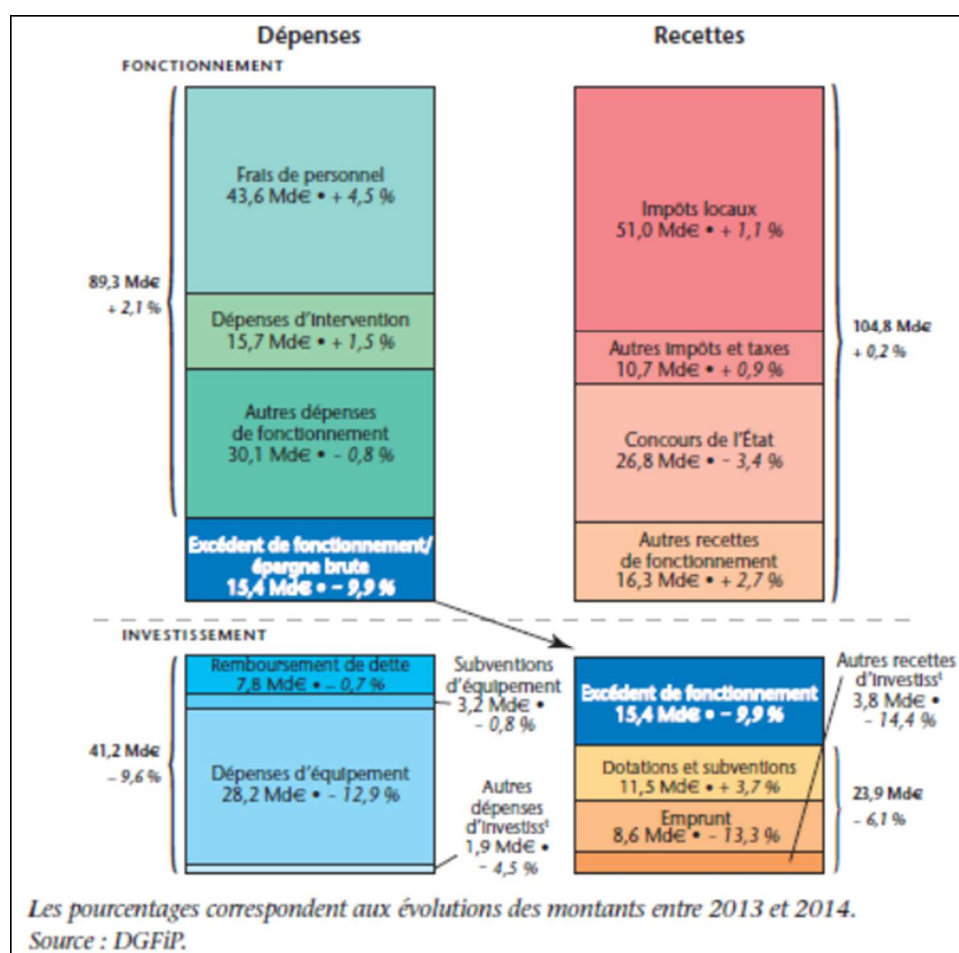 Dépenses
Recettes
FONCTIONNEMENT
Frais de personnel
43,6 Md€ • + 4,5 %
Dépenses d'intervention
15,7 Md€ • + 1,5 %
Autres dépenses
de fonctionnement
30,1 Md€ • – 0,8 %
89,3 Md€
+ 2,1 %
Excédent de fonctionnement/
épargne brute
15,4 Md€ • – 9,9 %
Impôts locaux
51,0 Md€ • + 1,1 %
Autres impôts et taxes
10,7 Md€ • + 0,9 %
Concours de l'État
26,8 Md€ • – 3,4 %
Autres recettes
de fonctionnement
16,3 Md€ • + 2,7 %
104,8 Md€
+ 0,2 %
INVESTISSEMENT
Remboursement de dette
7,8 Md€ • – 0,7 %
Subventions
d'équipement
3,2 Md€ •
– 0,8 %
41,2 Md€
– 9,6 %
Dépenses d'équipement
28,2 Md€ • – 12,9 %
Autres
dépenses
d'investisst
1,9 Md€ •
– 4,5 %
Excédent de fonctionnement
15,4 Md€ • – 9,9 %
Autres recettes
d'investisst
3,8 Md€ •
– 14,4 %
Dotations et subventions
11,5 Md€ • + 3,7 %
Emprunt
8,6 Md€ • – 13,3 %
23,9 Md€
– 6,1 %
Les pourcentages correspondent aux évolutions des montants entre 2013 et 2014.
Source : DGFiP.